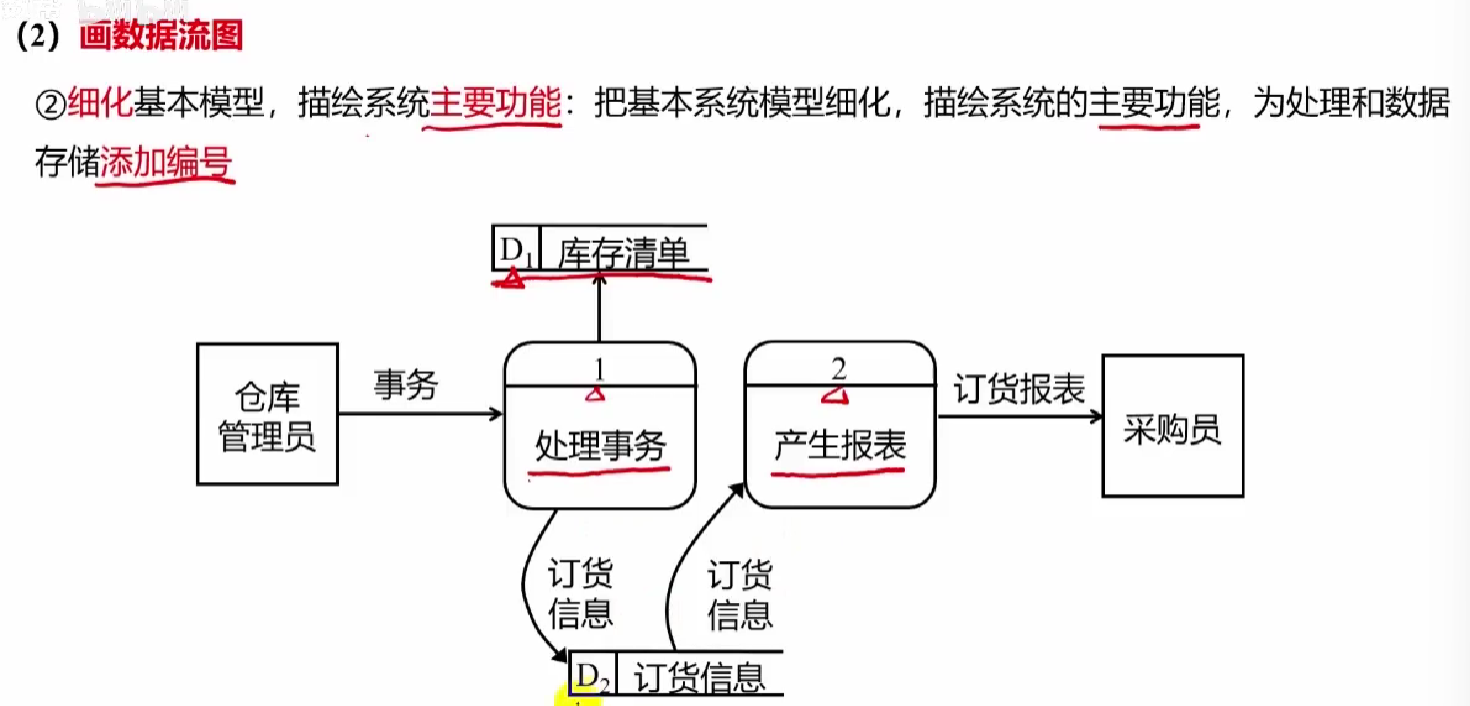 （2）画数据流图
②细化基本模型，描绘系统主要功能：把基本系统模型细化，描绘系统的主要功能，为处理和数据
存储添加编号
D1 库存清单
仓库
管理员
事务
1
处理事务
2
产生报表
订货报表
采购员
订货
信息
订货
信息
D2 订货信息